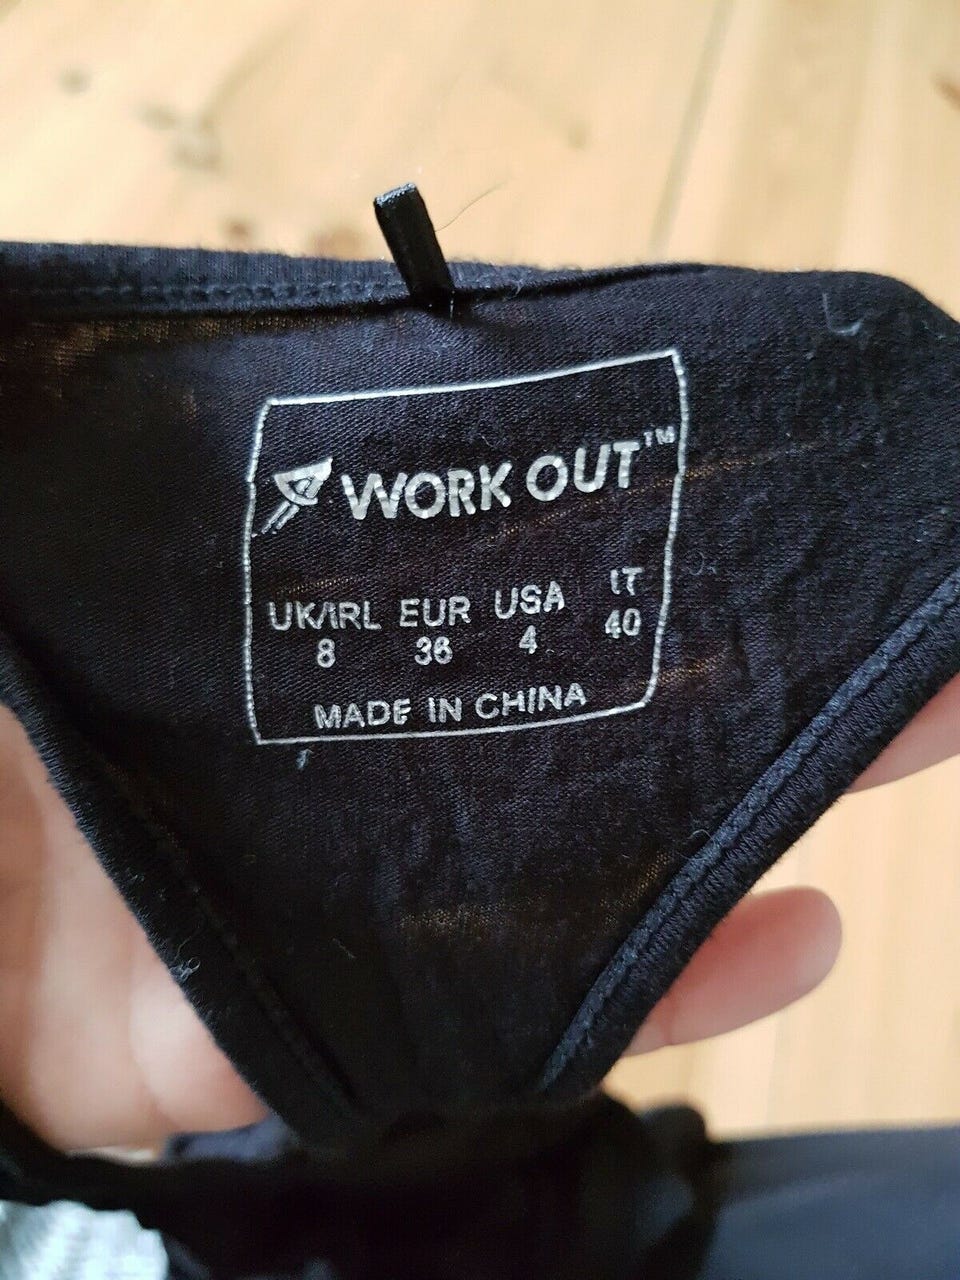 WORK OUT™
UK/IRL EUR USA IT
8 36 4 40
MADE IN CHINA